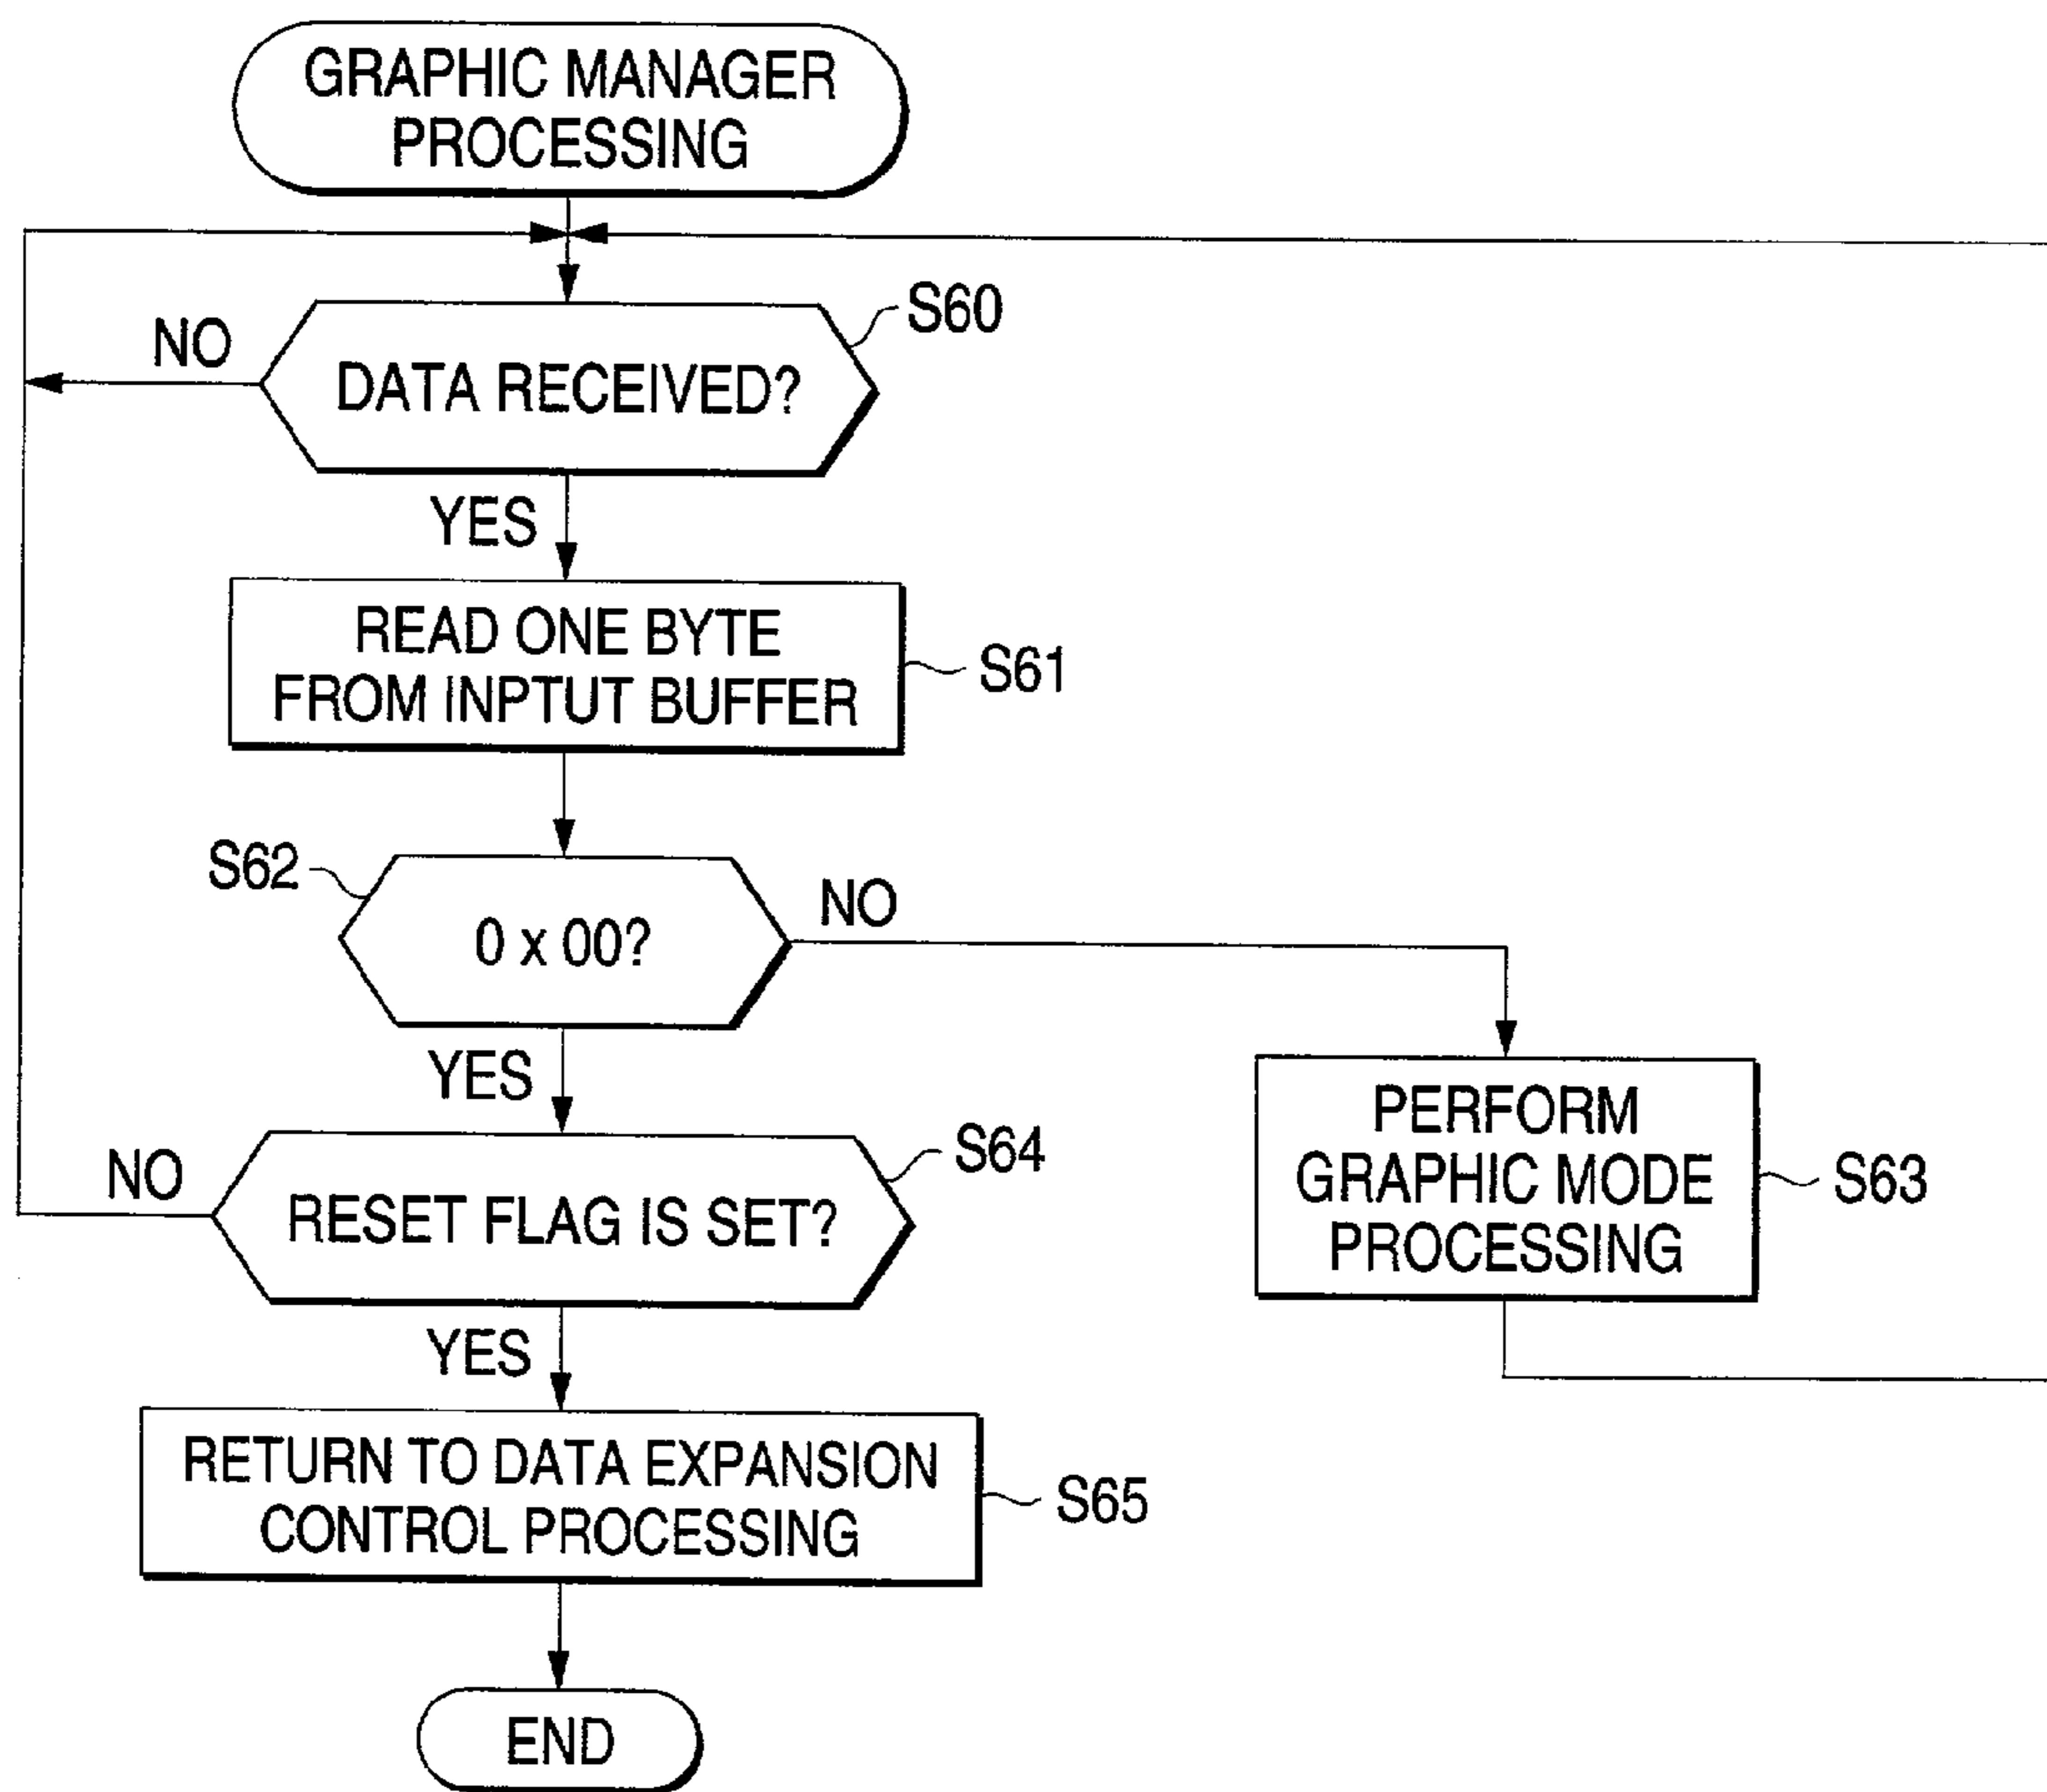 GRAPHIC MANAGER
PROCESSING
S60
NO
DATA RECEIVED?
YES
READ ONE BYTE
FROM INPTUT BUFFER
S61
S62
0 x 00?
NO
YES
S64
NO
RESET FLAG IS SET?
PERFORM
GRAPHIC MODE
PROCESSING
S63
YES
RETURN TO DATA EXPANSION
CONTROL PROCESSING
S65
END